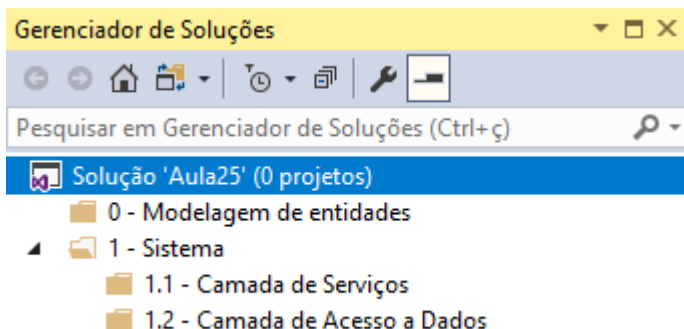 Gerenciador de Soluções
Pesquisar em Gerenciador de Soluções (Ctrl+ç)
Solução 'Aula25' (0 projetos)
0 - Modelagem de entidades
1 - Sistema
1.1 - Camada de Serviços
1.2 - Camada de Acesso a Dados